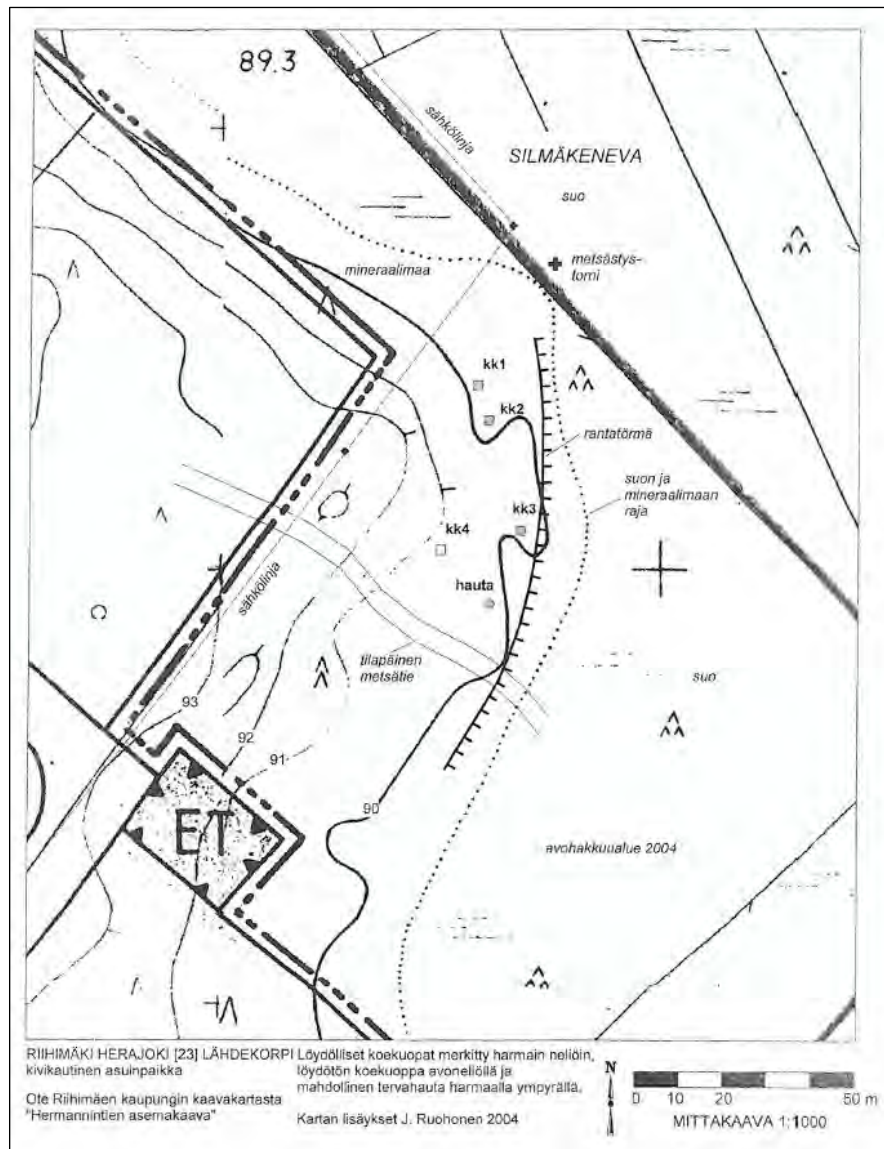 89.3
sähkölinja
SILMÄKENEVA
suo
mineraalimaa
metsästys-
torni
kk1
kk2
rantatörmä
suon ja
mineraalimaan
raja
kk3
kk4
hauta
sähkölinja
tilapäinen
metsätie
suo
93
92
91
90
ET
avohakkuualue 2004
RIIHIMÄKI HERAJOKI [23] LÄHDEKORPI
kivikautinen asuinpaikka
Ote Riihimäen kaupungin kaavakartasta
"Hermannintien asemakaava"
Löydölliset koekuopat merkitty harmain neliöin,
löydötön koekuoppa avoneliöllä ja
mahdollinen tervahauta harmaalla ympyrällä.
Kartan lisäykset J. Ruohonen 2004
N
0 10 20 50 m
MITTAKAAVA 1:1000